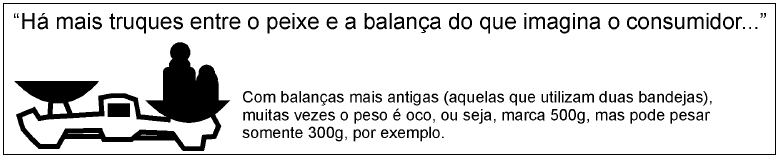 “Há mais truques entre o peixe e a balança do que imagina o consumidor...”
Com balanças mais antigas (aquelas que utilizam duas bandejas),
muitas vezes o peso é oco, ou seja, marca 500g, mas pode pesar
somente 300g, por exemplo.